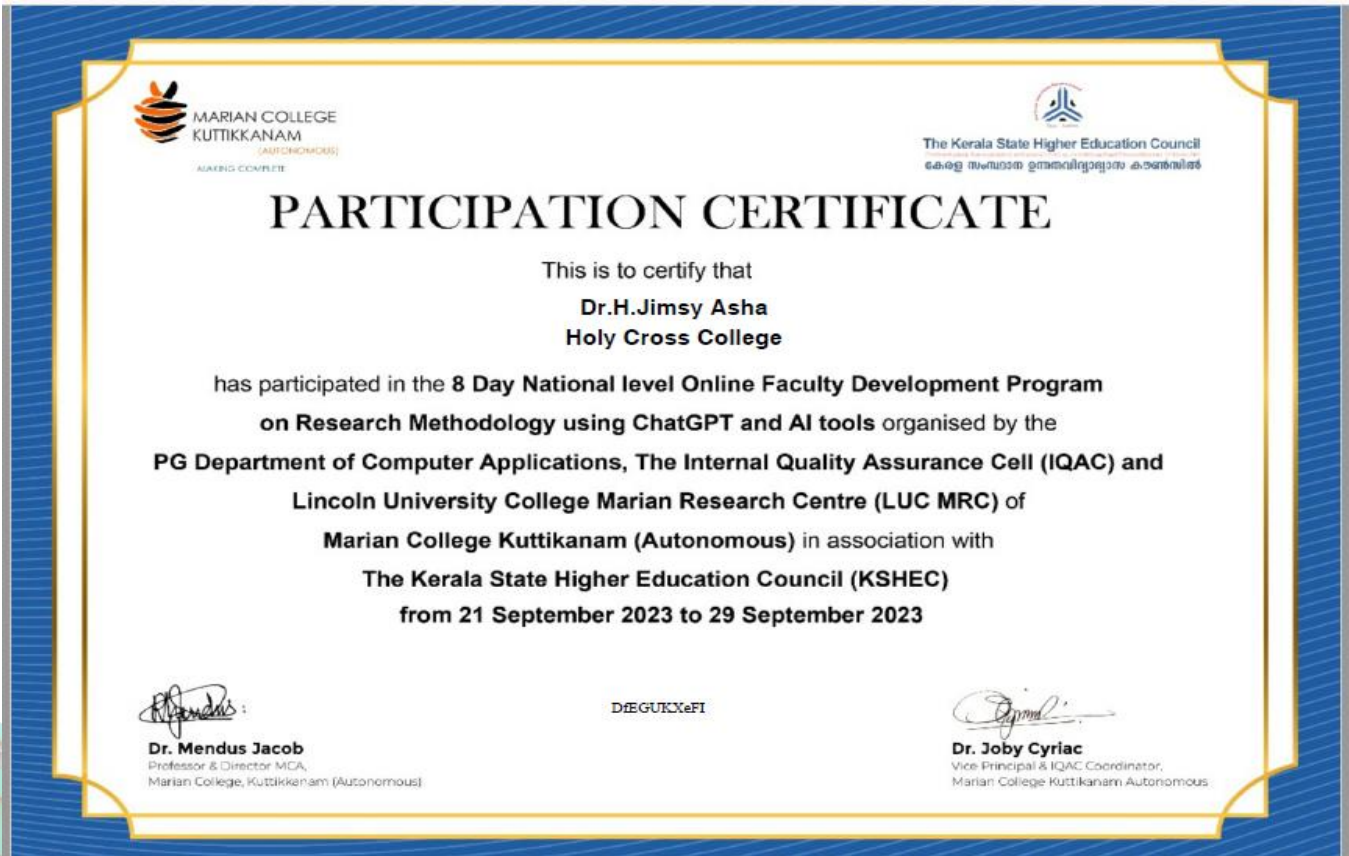 MARIAN COLLEGE
KUTTIKKANAM
(AUTONOMOUS)
MAKING COMPLETE
The Kerala State Higher Education Council
കേരള സംസ്ഥാന ഉന്നതവിദ്യാഭ്യാസ കൗൺസിൽ
PARTICIPATION CERTIFICATE
This is to certify that
Dr.H.Jimsy Asha
Holy Cross College
has participated in the 8 Day National level Online Faculty Development Program
on Research Methodology using ChatGPT and AI tools organised by the
PG Department of Computer Applications, The Internal Quality Assurance Cell (IQAC) and
Lincoln University College Marian Research Centre (LUC MRC) of
Marian College Kuttikanam (Autonomous) in association with
The Kerala State Higher Education Council (KSHEC)
from 21 September 2023 to 29 September 2023
DfEGUKXeFI
Dr. Mendus Jacob
Professor & Director MCA,
Marian College, Kuttikkanam (Autonomous)
Dr. Joby Cyriac
Vice Principal & IQAC Coordinator,
Marian College Kuttikanam Autonomous